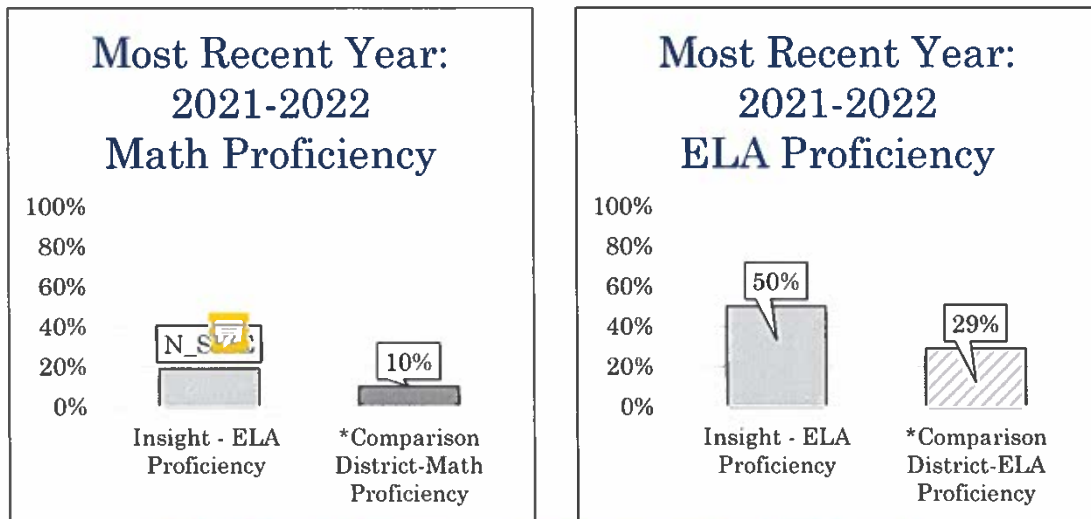 Most Recent Year:
2021-2022
Math Proficiency
100%
80%
60%
40%
20%
0%
10%
Insight - ELA
Proficiency
*Comparison
District-Math
Proficiency
Most Recent Year:
2021-2022
ELA Proficiency
100%
80%
60%
40%
20%
0%
50%
29%
Insight - ELA
Proficiency
*Comparison
District-ELA
Proficiency